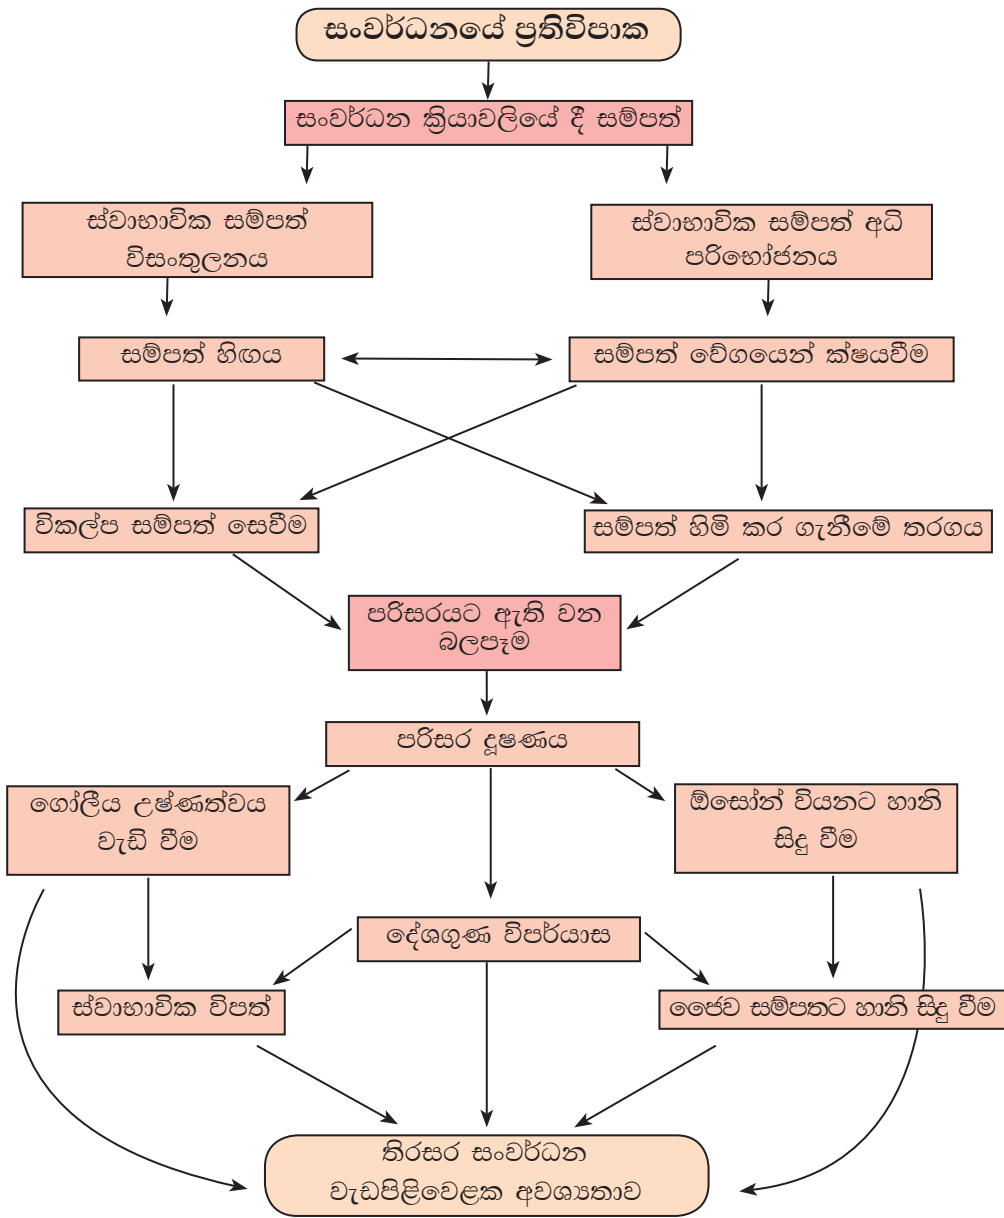 සංවර්ධනයේ ප්‍රතිවිපාක
සංවර්ධන ක්‍රියාවලියේ දී සම්පත්
ස්වාභාවික සම්පත්
විසංතුලනය
ස්වාභාවික සම්පත් අධි
පරිභෝජනය
සම්පත් හිඟය
සම්පත් වේගයෙන් ක්ෂයවීම
විකල්ප සම්පත් සෙවීම
සම්පත් හිමි කර ගැනීමේ තරගය
පරිසරයට ඇති වන
බලපෑම
පරිසර දූෂණය
ගෝලීය උෂ්ණත්වය
වැඩි වීම
ඕසෝන් වියනට හානි
සිදු වීම
දේශගුණ විපර්යාස
ස්වාභාවික විපත්
ජෛව සම්පතට හානි සිදු වීම
තිරසර සංවර්ධන
වැඩපිළිවෙළක අවශ්‍යතාව